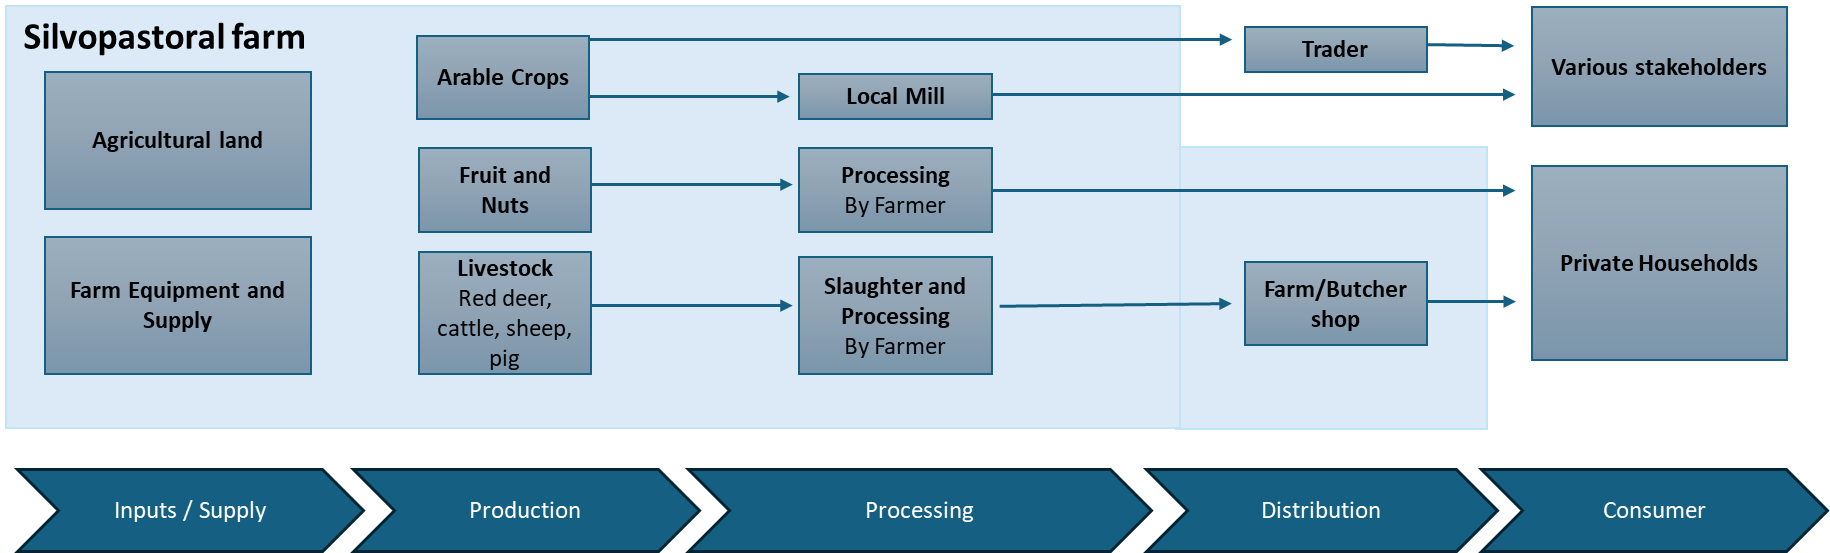 Silvopastoral farm
Agricultural land
Farm Equipment and
Supply
Arable Crops
Fruit and
Nuts
Livestock
Red deer,
cattle, sheep,
pig
Local Mill
Processing
By Farmer
Slaughter and
Processing
By Farmer
Trader
Farm/Butcher
shop
Various stakeholders
Private Households
Inputs / Supply
Production
Processing
Distribution
Consumer